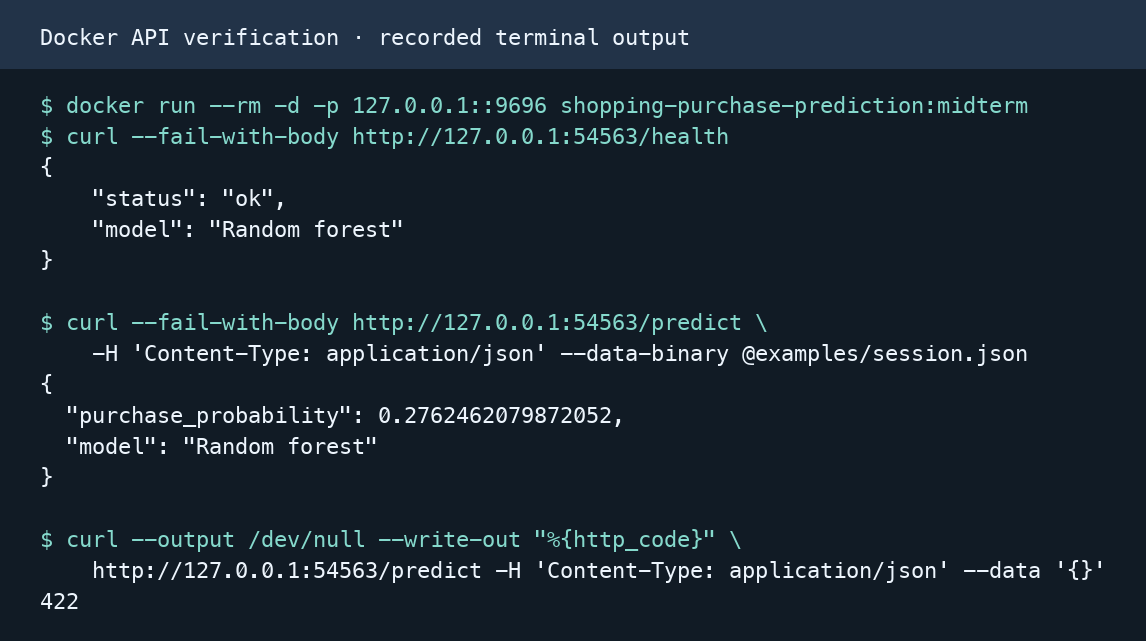 Docker API verification · recorded terminal output
$ docker run --rm -d -p 127.0.0.1::9696 shopping-purchase-prediction:midterm
$ curl --fail-with-body http://127.0.0.1:54563/health
{
    "status": "ok",
    "model": "Random forest"
}
$ curl --fail-with-body http://127.0.0.1:54563/predict \
    -H 'Content-Type: application/json' --data-binary @examples/session.json
{
  "purchase_probability": 0.2762462079872052,
  "model": "Random forest"
}
$ curl --output /dev/null --write-out "%{http_code}" \
    http://127.0.0.1:54563/predict -H 'Content-Type: application/json' --data '{}'
422